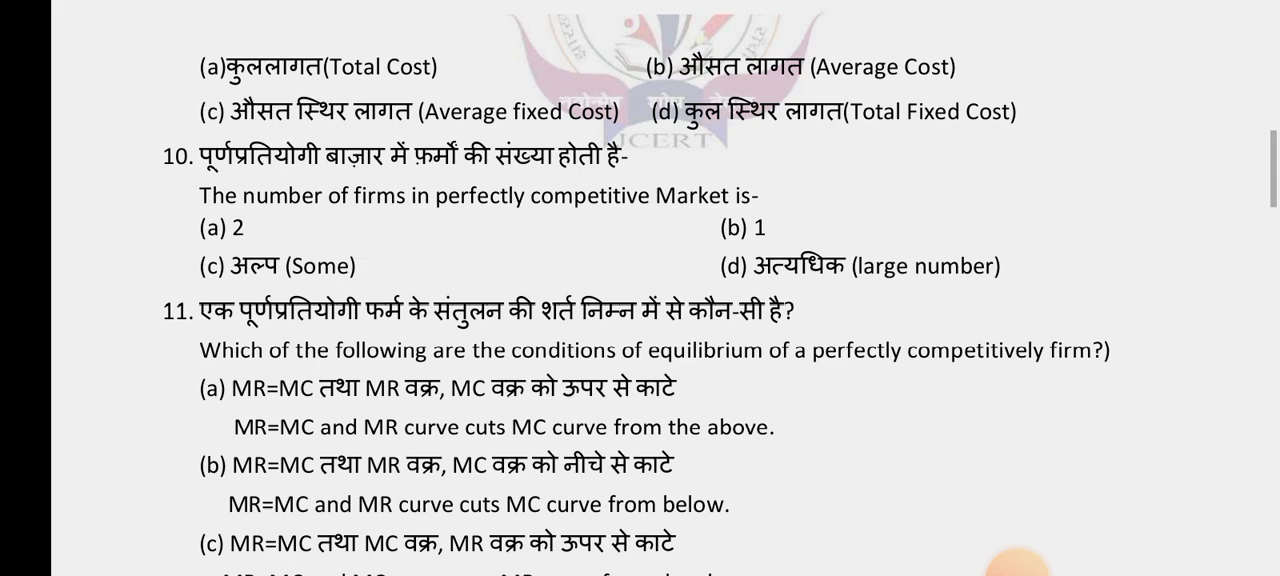 (a)कुललागत(Total Cost) (b) औसत लागत (Average Cost)
(c) औसत स्थिर लागत (Average fixed Cost) (d) कुल स्थिर लागत(Total Fixed Cost)
JCERT
10. पूर्णप्रतियोगी बाज़ार में फ़र्मों की संख्या होती है-
The number of firms in perfectly competitive Market is-
(a) 2 (b) 1
(c) अल्प (Some) (d) अत्यधिक (large number)
11. एक पूर्णप्रतियोगी फर्म के संतुलन की शर्त निम्न में से कौन-सी है?
Which of the following are the conditions of equilibrium of a perfectly competitively firm?)
(a) MR=MC तथा MR वक्र, MC वक्र को ऊपर से काटे
MR=MC and MR curve cuts MC curve from the above.
(b) MR=MC तथा MR वक्र, MC वक्र को नीचे से काटे
MR=MC and MR curve cuts MC curve from below.
(c) MR=MC तथा MC वक्र, MR वक्र को ऊपर से काटे